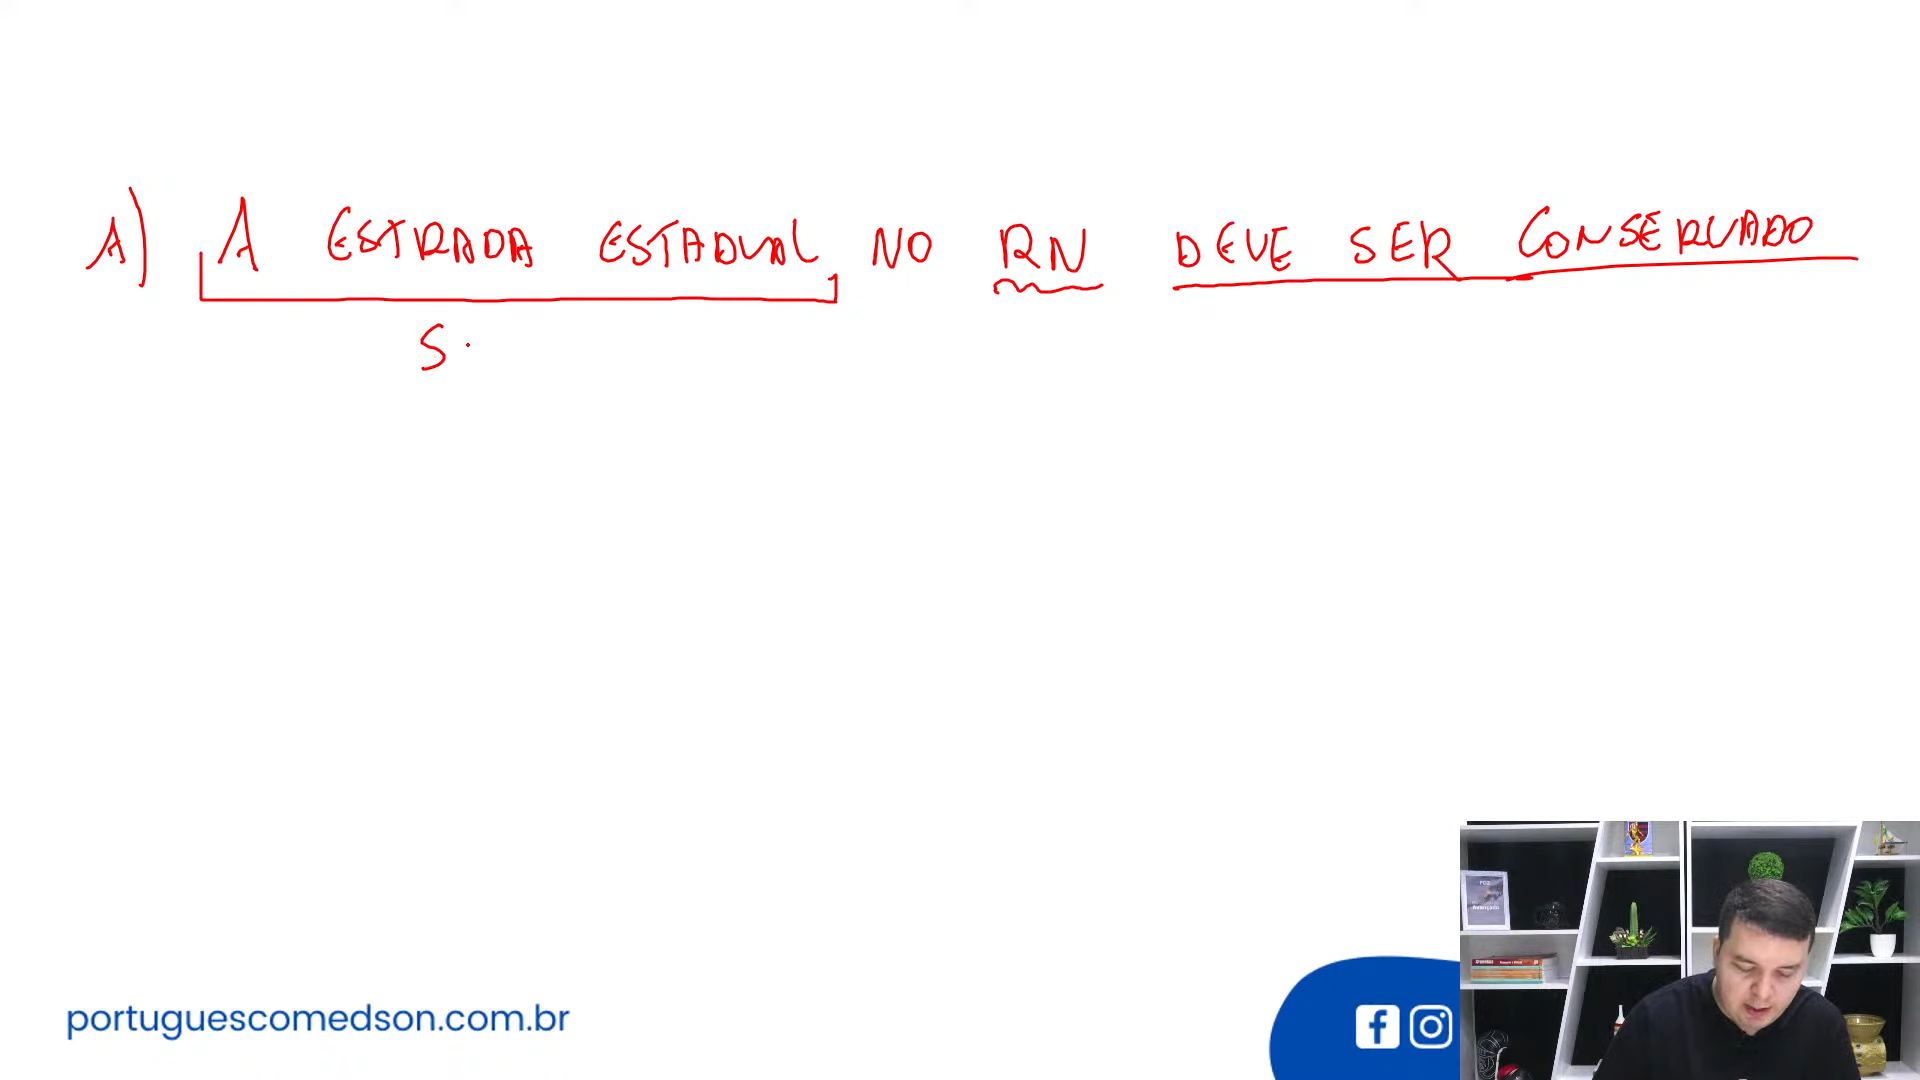 A) A ESTRADA ESTADUAL NO RN DEVE SER CONSERVADO
S.
portuguescomedson.com.br